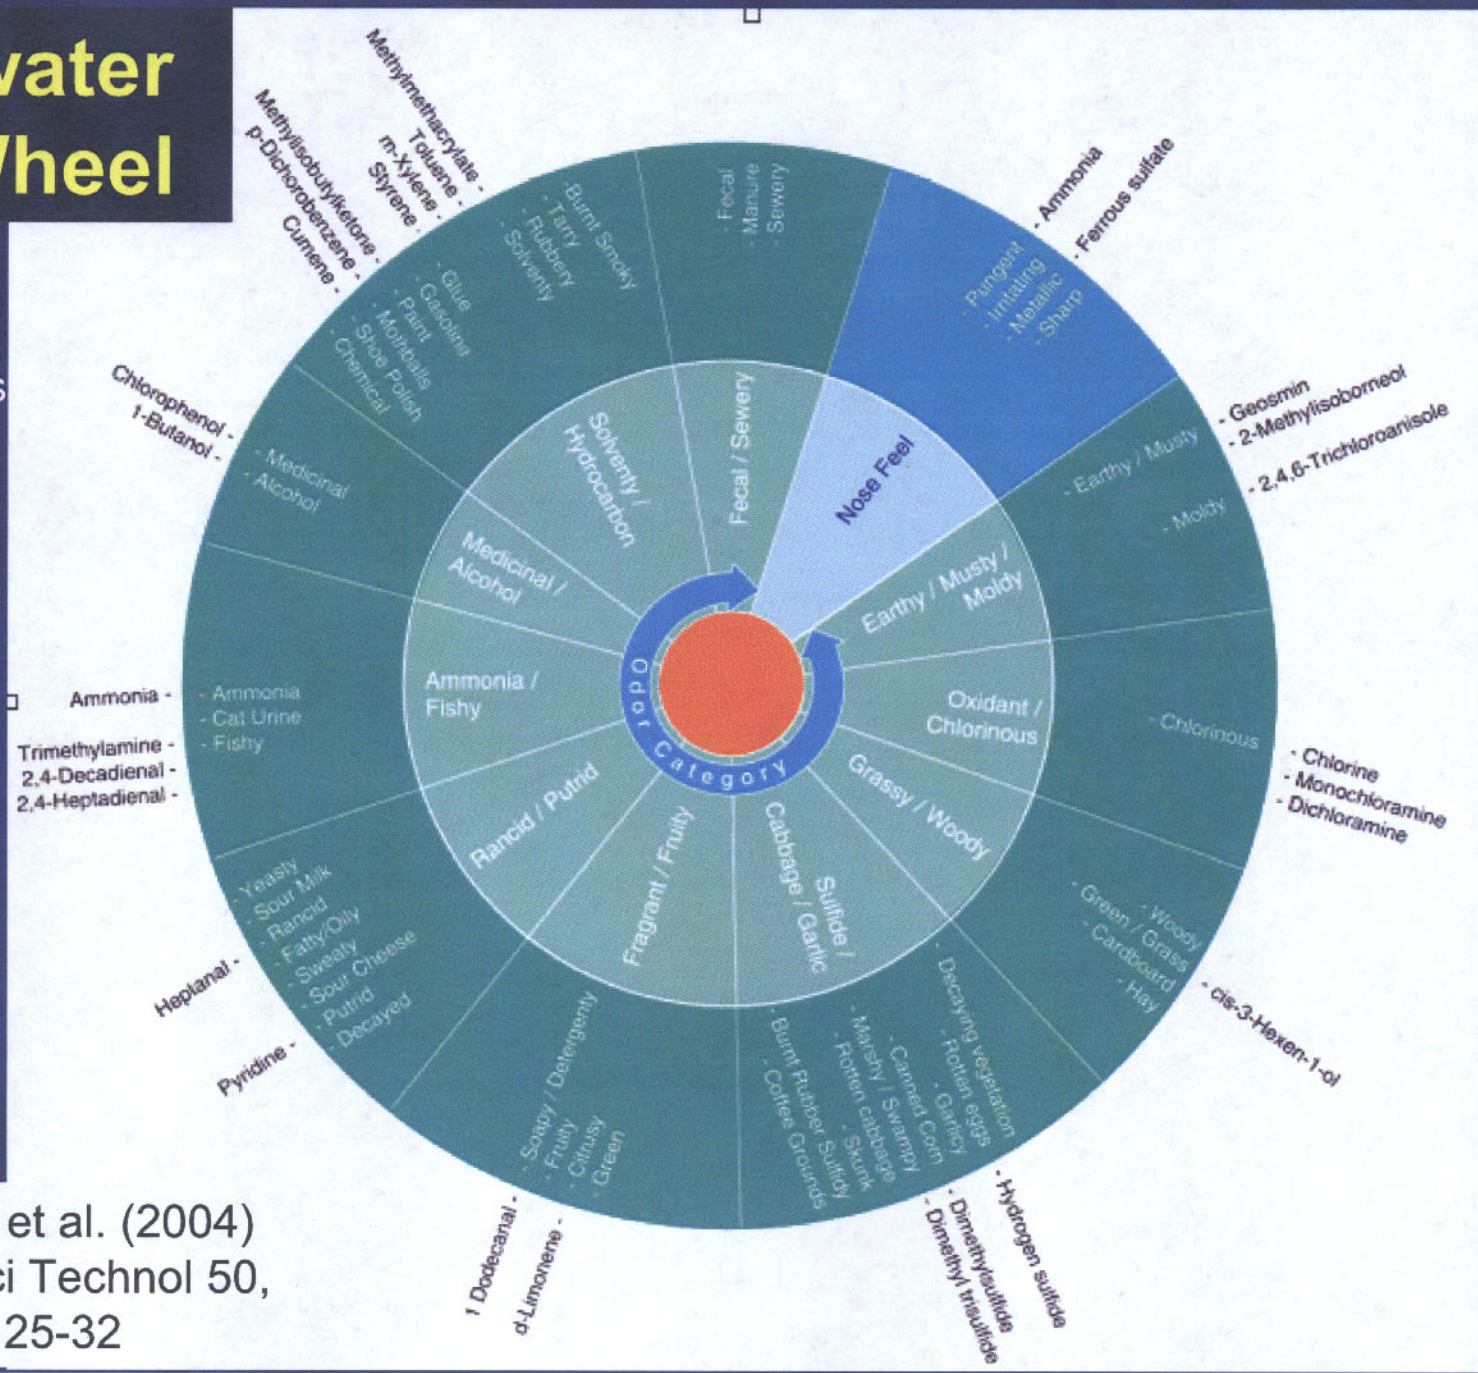 water
Wheel
s
Methylmethacrylate -
Toluene -
m-Xylene -
Styrene -
Methylisobutylketone -
p-Dichorobenzene -
Cumene -
Chlorophenol -
1-Butanol -
Ammonia -
Trimethylamine -
2,4-Decadienal -
2,4-Heptadienal -
Heptanal -
Pyridine -
1 Dodecanal -
d-Limonene -
- Hydrogen sulfide
- Dimethylsulfide
- Dimethyl trisulfide
- cis-3-Hexen-1-ol
- Chlorine
- Monochloramine
- Dichloramine
- Geosmin
- 2-Methylisoborneol
- 2,4,6-Trichloroanisole
- Ammonia
- Ferrous sulfate
- Fecal
- Manure
- Sewery
- Pungent
- Irritating
- Metallic
- Sharp
- Earthy / Musty
- Moldy
- Chlorinous
- Woody
- Green / Grass
- Cardboard
- Hay
- Decaying vegetation
- Rotten eggs
- Garlicy
- Canned Corn
- Marshy / Swampy
- Rotten cabbage
- Skunk
- Burnt Rubber Sulfidy
- Coffee Grounds
- Soapy / Detergenty
- Fruity
- Citrusy
- Green
- Yeasty
- Sour Milk
- Rancid
- Fatty/Oily
- Sweaty
- Sour Cheese
- Putrid
- Decayed
- Ammonia
- Cat Urine
- Fishy
- Medicinal
- Alcohol
- Glue
- Gasoline
- Paint
- Mothballs
- Shoe Polish
- Chemical
-Burnt Smoky
- Tarry
- Rubbery
- Solventy
Fecal / Sewery
Nose Feel
Earthy / Musty /
Moldy
Oxidant /
Chlorinous
Grassy / Woody
Sulfide /
Cabbage / Garlic
Fragrant / Fruity
Rancid / Putrid
Ammonia /
Fishy
Medicinal /
Alcohol
Solventy /
Hydrocarbon
Odor Category
et al. (2004)
ci Technol 50,
25-32